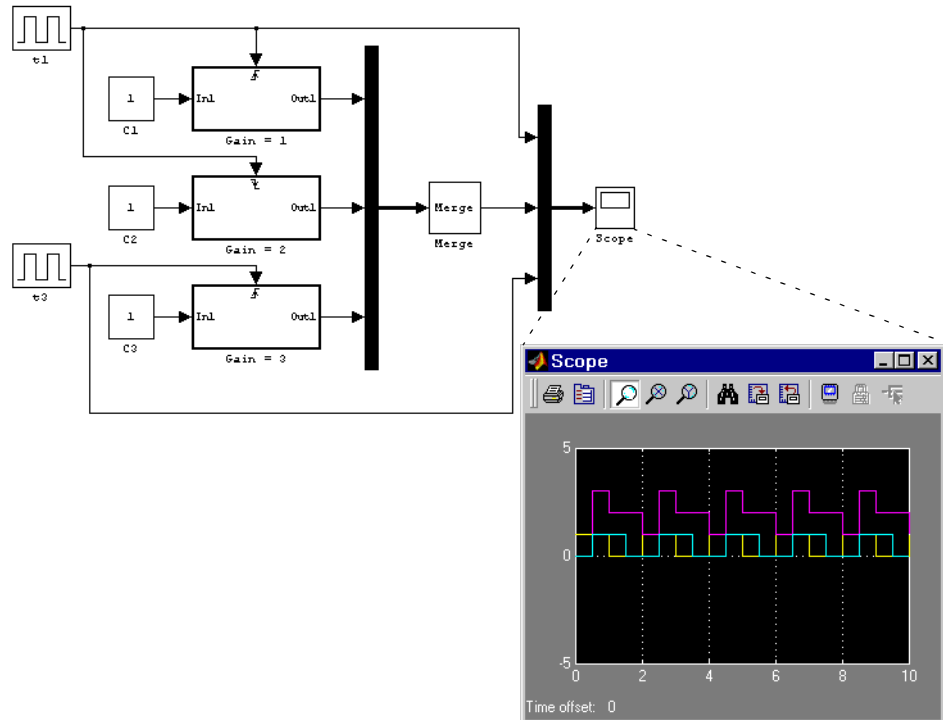 t1
1
In1
Out1
C1
Gain = 1
1
In1
Out1
C2
Gain = 2
Merge
Merge
Scope
t3
1
In1
Out1
C3
Gain = 3
Scope
5
0
-5
0
2
4
6
8
10
Time offset: 0